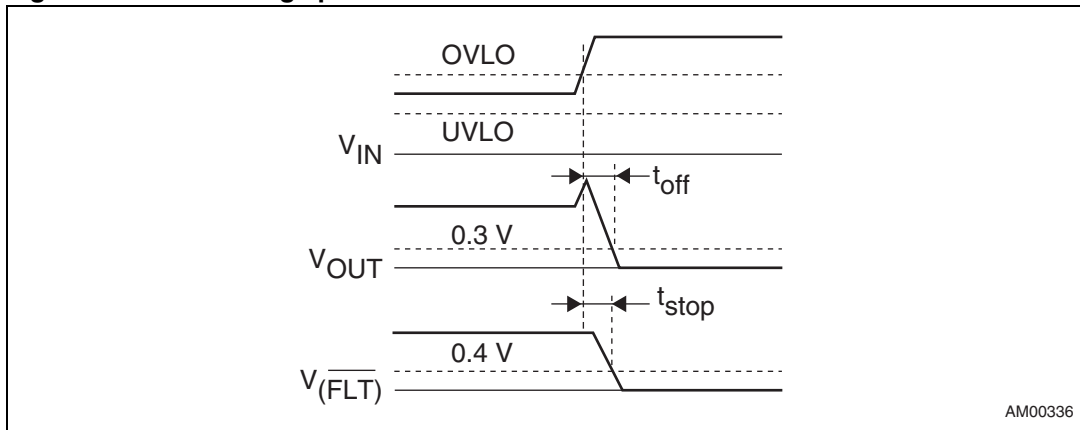 OVLO
UVLO
VIN
toff
0.3 V
VOUT
tstop
0.4 V
V(FLT)
AM00336